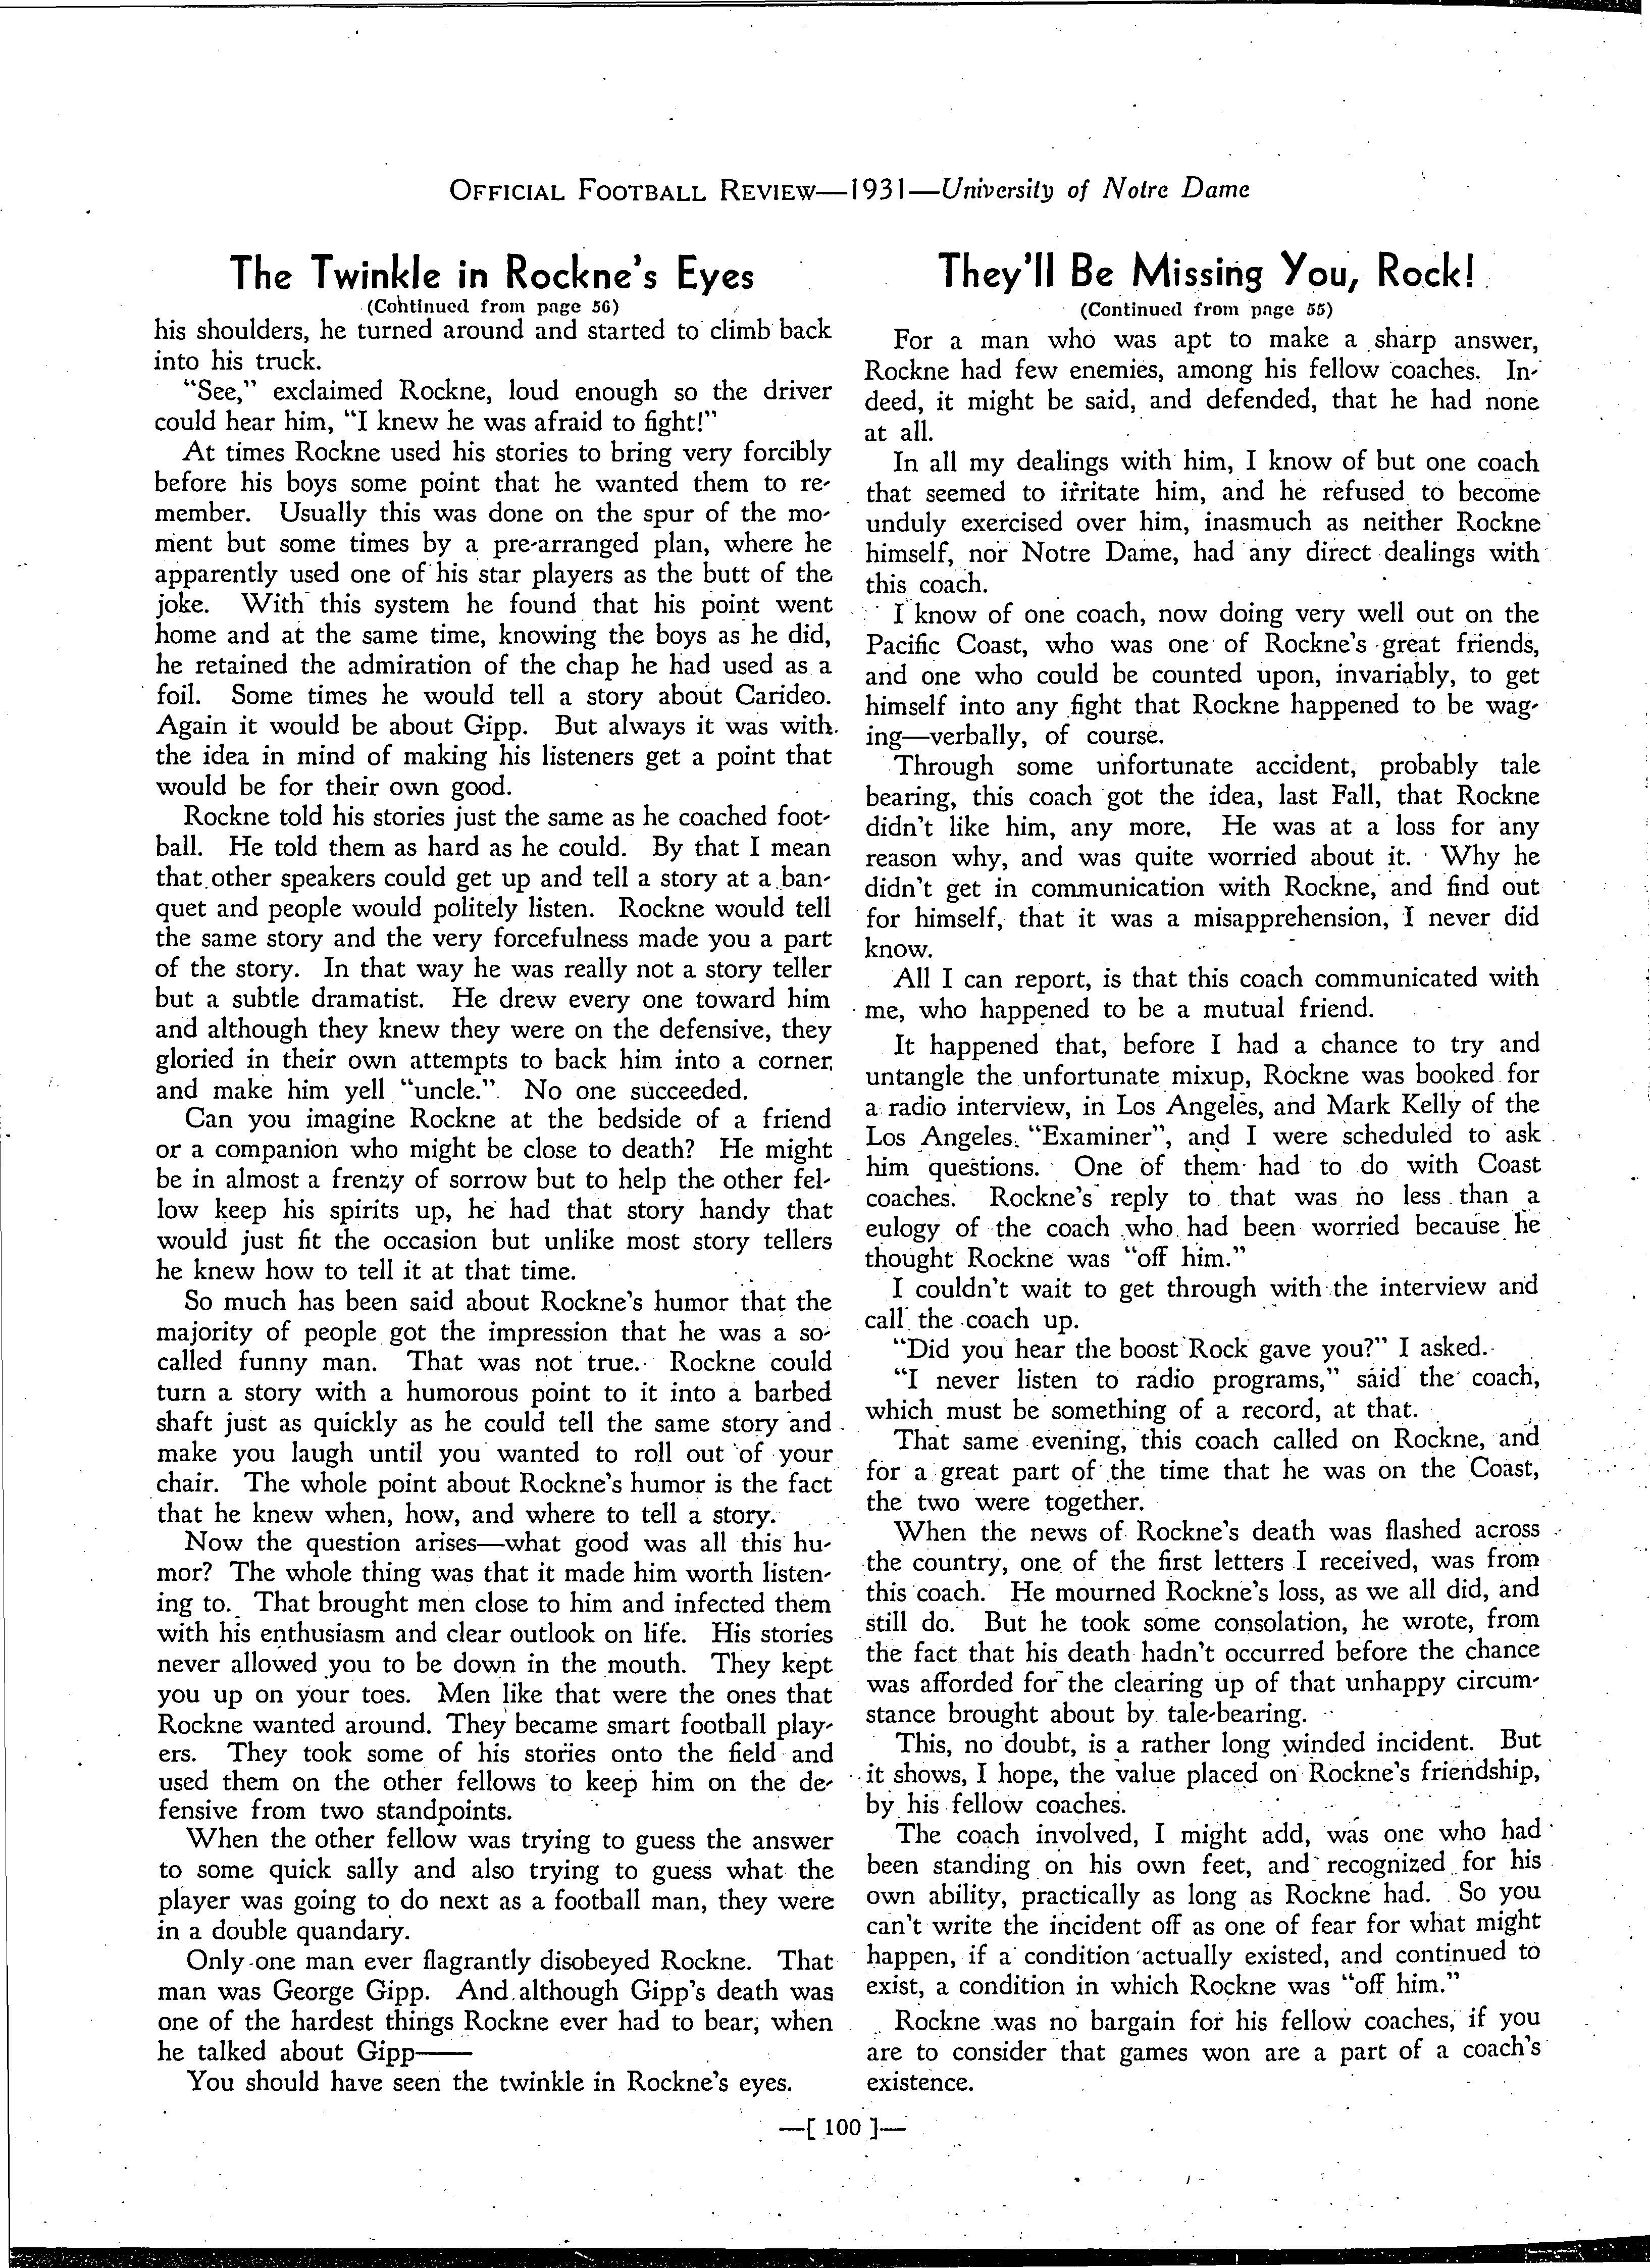 OFFICIAL FOOTBALL REVIEW—1931—University of Notre Dame
The Twinkle in Rockne's Eyes
(Continued from page 56)
his shoulders, he turned around and started to climb back
into his truck.
"See," exclaimed Rockne, loud enough so the driver
could hear him, "I knew he was afraid to fight!"
At times Rockne used his stories to bring very forcibly
before his boys some point that he wanted them to re-
member. Usually this was done on the spur of the mo-
ment but some times by a pre-arranged plan, where he
apparently used one of his star players as the butt of the
joke. With this system he found that his point went
home and at the same time, knowing the boys as he did,
he retained the admiration of the chap he had used as a
foil. Some times he would tell a story about Carideo.
Again it would be about Gipp. But always it was with
the idea in mind of making his listeners get a point that
would be for their own good.
Rockne told his stories just the same as he coached foot-
ball. He told them as hard as he could. By that I mean
that other speakers could get up and tell a story at a ban-
quet and people would politely listen. Rockne would tell
the same story and the very forcefulness made you a part
of the story. In that way he was really not a story teller
but a subtle dramatist. He drew every one toward him
and although they knew they were on the defensive, they
gloried in their own attempts to back him into a corner,
and make him yell "uncle." No one succeeded.
Can you imagine Rockne at the bedside of a friend
or a companion who might be close to death? He might
be in almost a frenzy of sorrow but to help the other fel-
low keep his spirits up, he had that story handy that
would just fit the occasion but unlike most story tellers
he knew how to tell it at that time.
So much has been said about Rockne's humor that the
majority of people got the impression that he was a so-
called funny man. That was not true. Rockne could
turn a story with a humorous point to it into a barbed
shaft just as quickly as he could tell the same story and
make you laugh until you wanted to roll out of your
chair. The whole point about Rockne's humor is the fact
that he knew when, how, and where to tell a story.
Now the question arises—what good was all this hu-
mor? The whole thing was that it made him worth listen-
ing to. That brought men close to him and infected them
with his enthusiasm and clear outlook on life. His stories
never allowed you to be down in the mouth. They kept
you up on your toes. Men like that were the ones that
Rockne wanted around. They became smart football play-
ers. They took some of his stories onto the field and
used them on the other fellows to keep him on the de-
fensive from two standpoints.
When the other fellow was trying to guess the answer
to some quick sally and also trying to guess what the
player was going to do next as a football man, they were
in a double quandary.
Only one man ever flagrantly disobeyed Rockne. That
man was George Gipp. And although Gipp's death was
one of the hardest things Rockne ever had to bear, when
he talked about Gipp——
You should have seen the twinkle in Rockne's eyes.
They'll Be Missing You, Rock!
(Continued from page 55)
For a man who was apt to make a sharp answer,
Rockne had few enemies, among his fellow coaches. In-
deed, it might be said, and defended, that he had none
at all.
In all my dealings with him, I know of but one coach
that seemed to irritate him, and he refused to become
unduly exercised over him, inasmuch as neither Rockne
himself, nor Notre Dame, had any direct dealings with
this coach.
I know of one coach, now doing very well out on the
Pacific Coast, who was one of Rockne's great friends,
and one who could be counted upon, invariably, to get
himself into any fight that Rockne happened to be wag-
ing—verbally, of course.
Through some unfortunate accident, probably tale
bearing, this coach got the idea, last Fall, that Rockne
didn't like him, any more. He was at a loss for any
reason why, and was quite worried about it. Why he
didn't get in communication with Rockne, and find out
for himself, that it was a misapprehension, I never did
know.
All I can report, is that this coach communicated with
me, who happened to be a mutual friend.
It happened that, before I had a chance to try and
untangle the unfortunate mixup, Rockne was booked for
a radio interview, in Los Angeles, and Mark Kelly of the
Los Angeles "Examiner", and I were scheduled to ask
him questions. One of them had to do with Coast
coaches. Rockne's reply to that was no less than a
eulogy of the coach who had been worried because he
thought Rockne was "off him."
I couldn't wait to get through with the interview and
call the coach up.
"Did you hear the boost Rock gave you?" I asked.
"I never listen to radio programs," said the coach,
which must be something of a record, at that.
That same evening, this coach called on Rockne, and
for a great part of the time that he was on the Coast,
the two were together.
When the news of Rockne's death was flashed across
the country, one of the first letters I received, was from
this coach. He mourned Rockne's loss, as we all did, and
still do. But he took some consolation, he wrote, from
the fact that his death hadn't occurred before the chance
was afforded for the clearing up of that unhappy circum-
stance brought about by tale-bearing.
This, no doubt, is a rather long winded incident. But
it shows, I hope, the value placed on Rockne's friendship,
by his fellow coaches.
The coach involved, I might add, was one who had
been standing on his own feet, and recognized for his
own ability, practically as long as Rockne had. So you
can't write the incident off as one of fear for what might
happen, if a condition actually existed, and continued to
exist, a condition in which Rockne was "off him."
Rockne was no bargain for his fellow coaches, if you
are to consider that games won are a part of a coach's
existence.
—[ 100 ]—